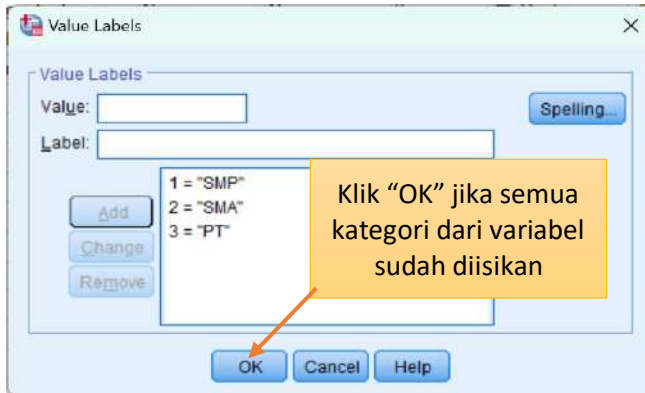 Value Labels
Value Labels
Value:
Spelling...
Label:
1 = "SMP"
2 = "SMA"
3 = "PT"
Add
Change
Remove
Klik “OK” jika semua
kategori dari variabel
sudah diisikan
OK Cancel Help